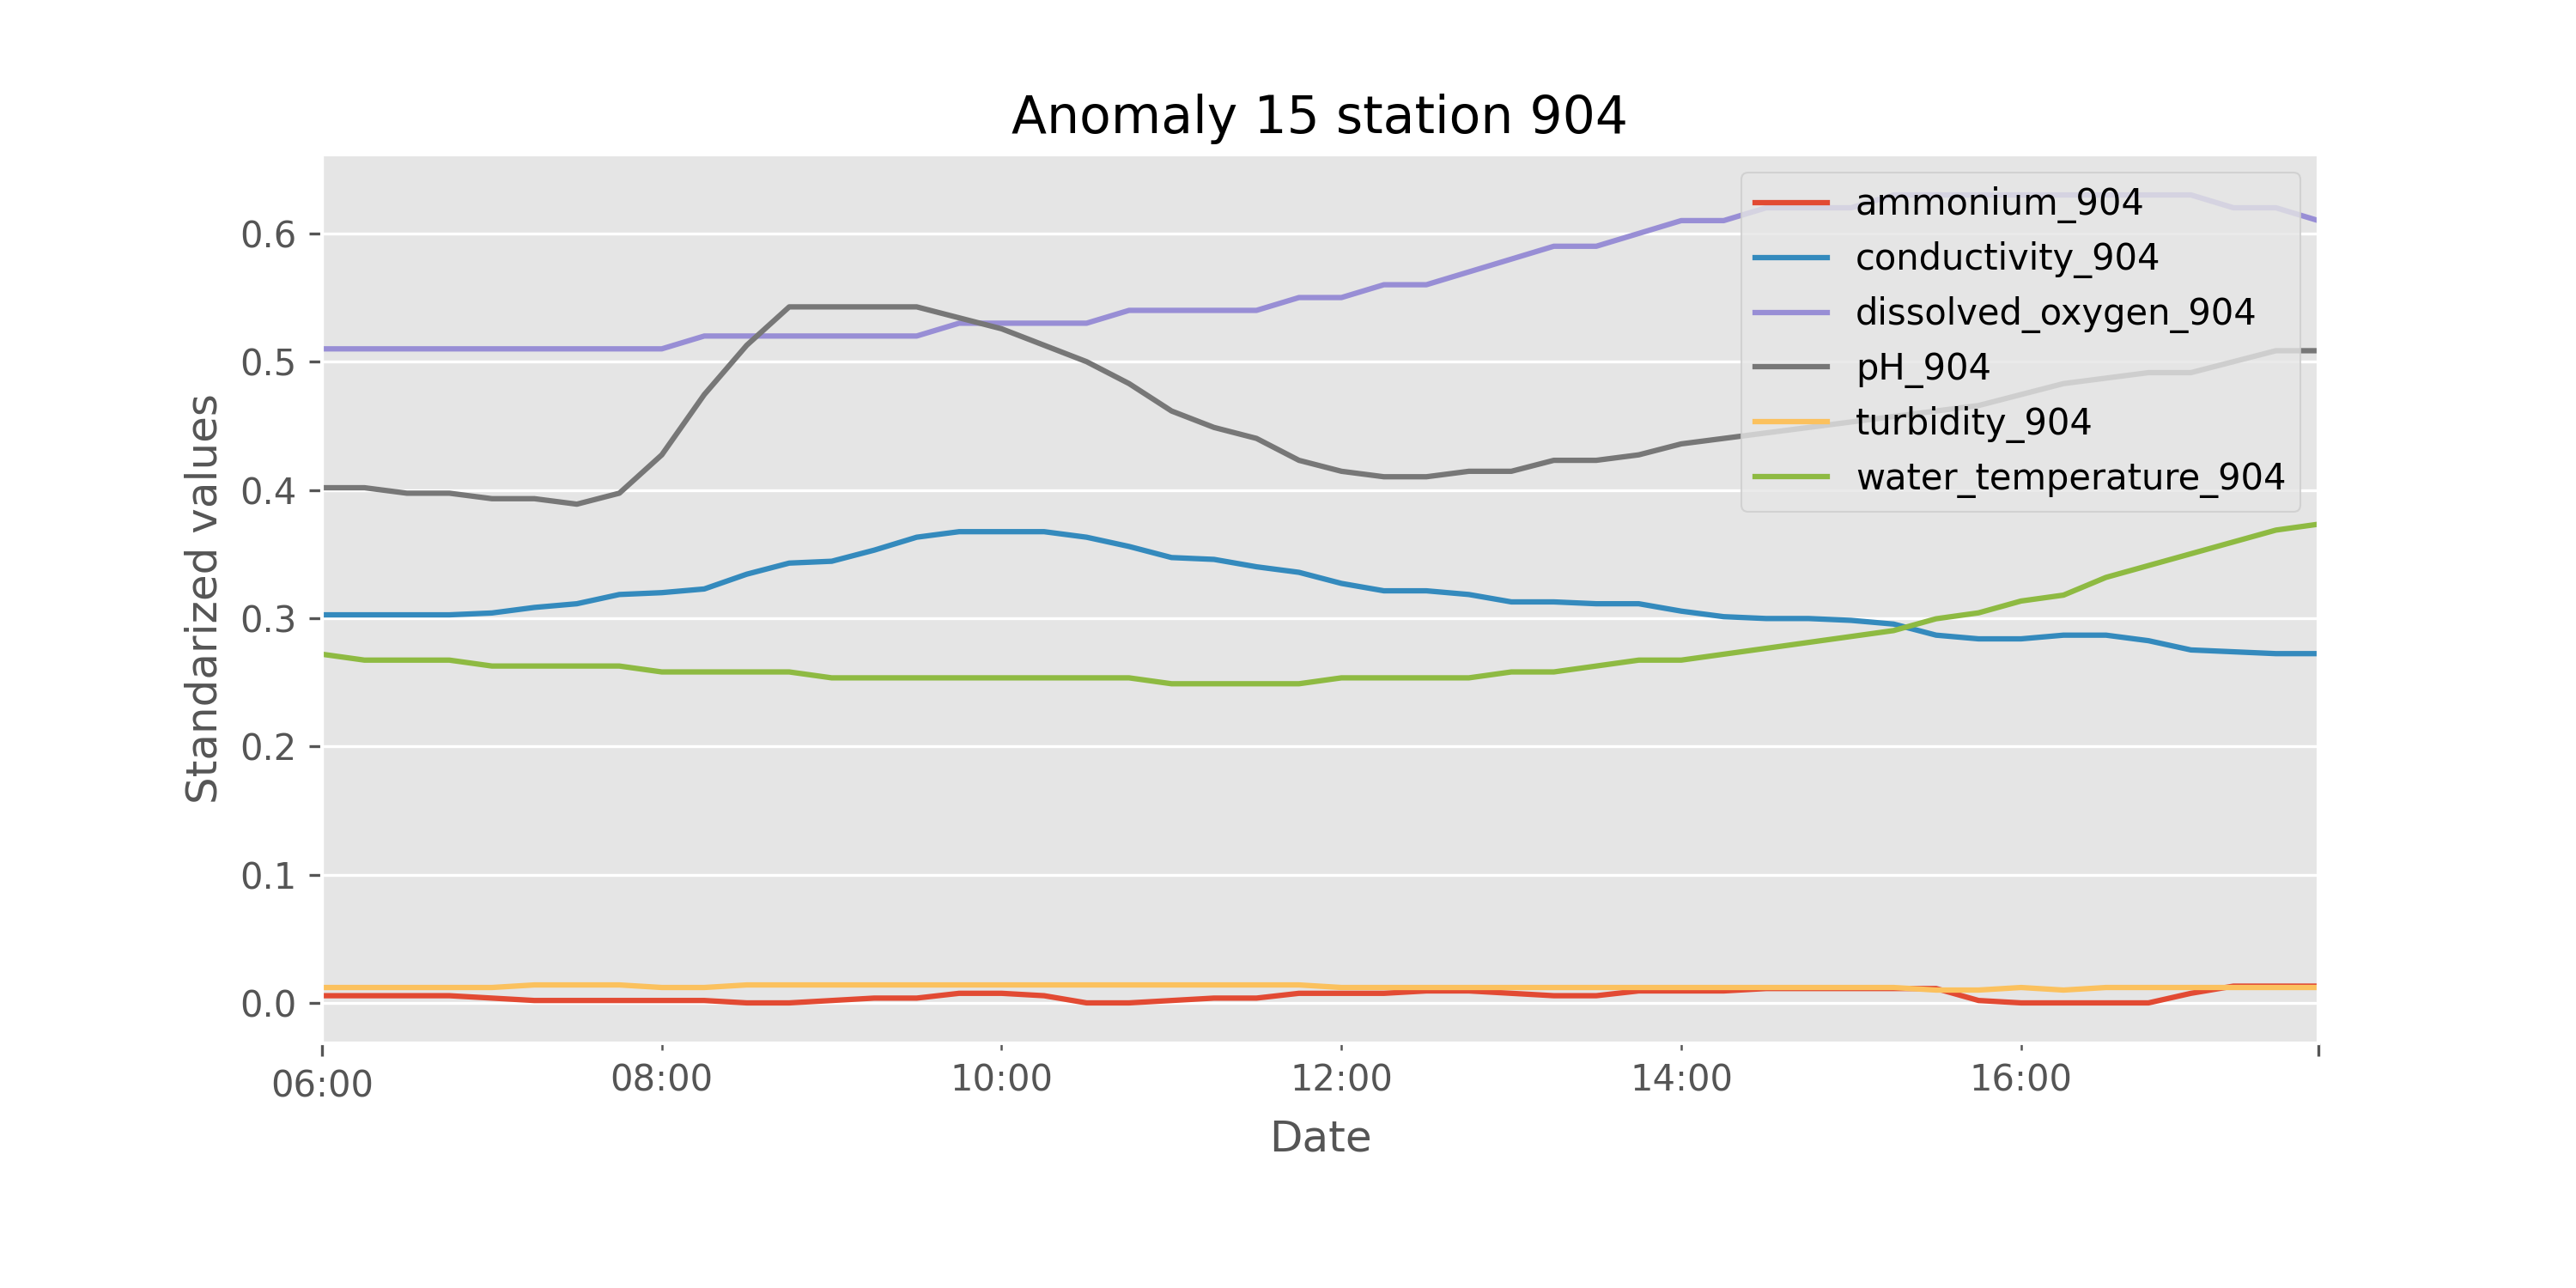 Anomaly 15 station 904
Standarized values
0.6
0.5
0.4
0.3
0.2
0.1
0.0
ammonium_904
conductivity_904
dissolved_oxygen_904
pH_904
turbidity_904
water_temperature_904
06:00 08:00 10:00 12:00 14:00 16:00
Date